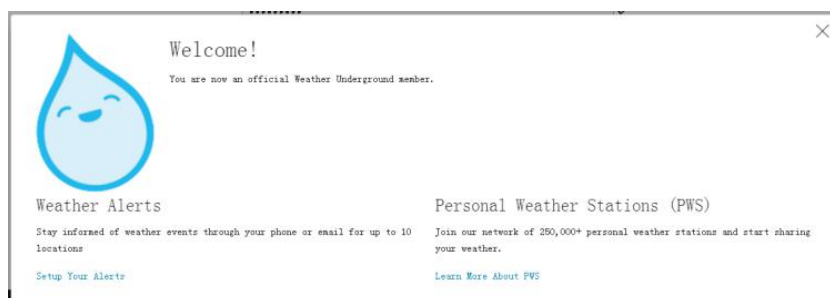 Welcome!
You are now an official Weather Underground member.
Weather Alerts
Stay informed of weather events through your phone or email for up to 10
locations
Setup Your Alerts
Personal Weather Stations (PWS)
Join our network of 250,000+ personal weather stations and start sharing
your weather.
Learn More About PWS